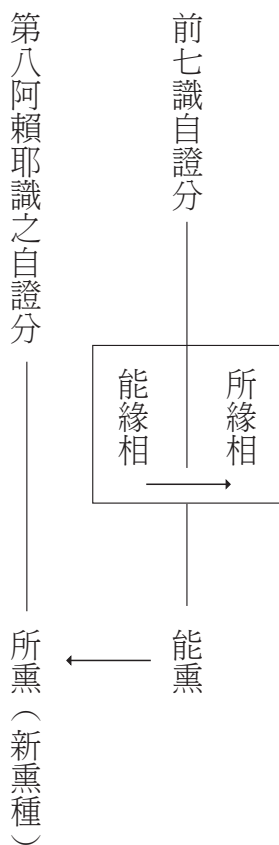 前七識自證分
所緣相
能緣相
能熏
第八阿賴耶識之自證分
所熏（新熏種）